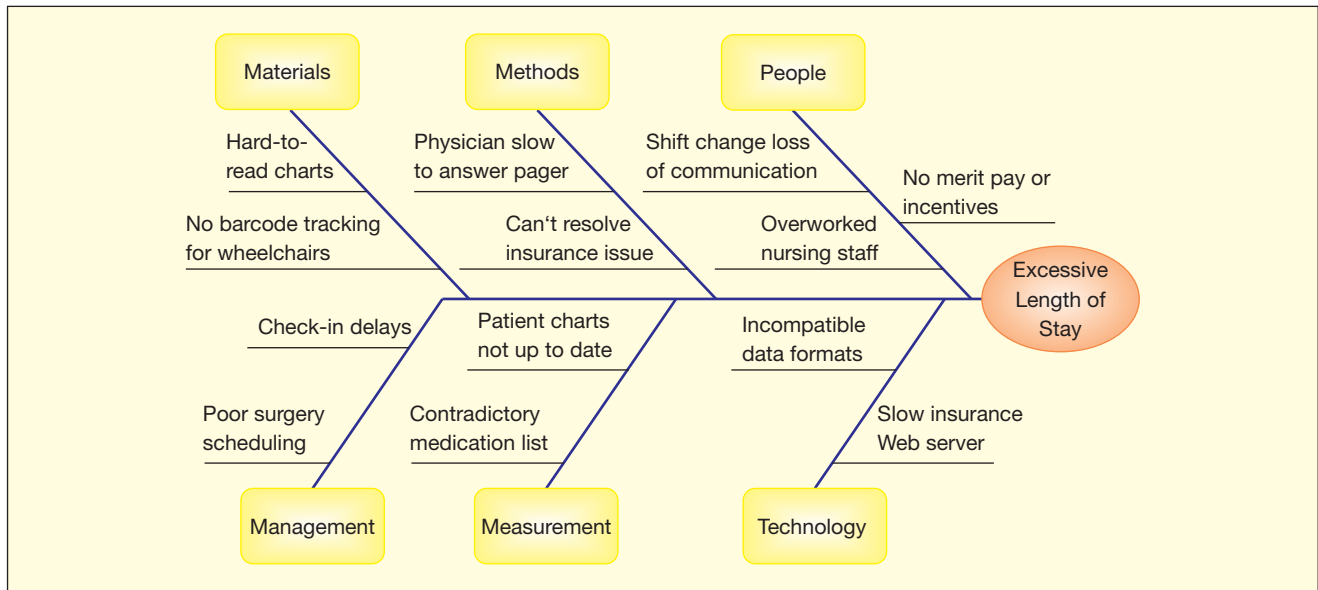 Materials
Methods
People
Hard-to-
read charts
Physician slow
to answer pager
Shift change loss
of communication
No merit pay or
incentives
No barcode tracking
for wheelchairs
Can‘t resolve
insurance issue
Overworked
nursing staff
Excessive
Length of
Stay
Check-in delays
Patient charts
not up to date
Incompatible
data formats
Poor surgery
scheduling
Contradictory
medication list
Slow insurance
Web server
Management
Measurement
Technology